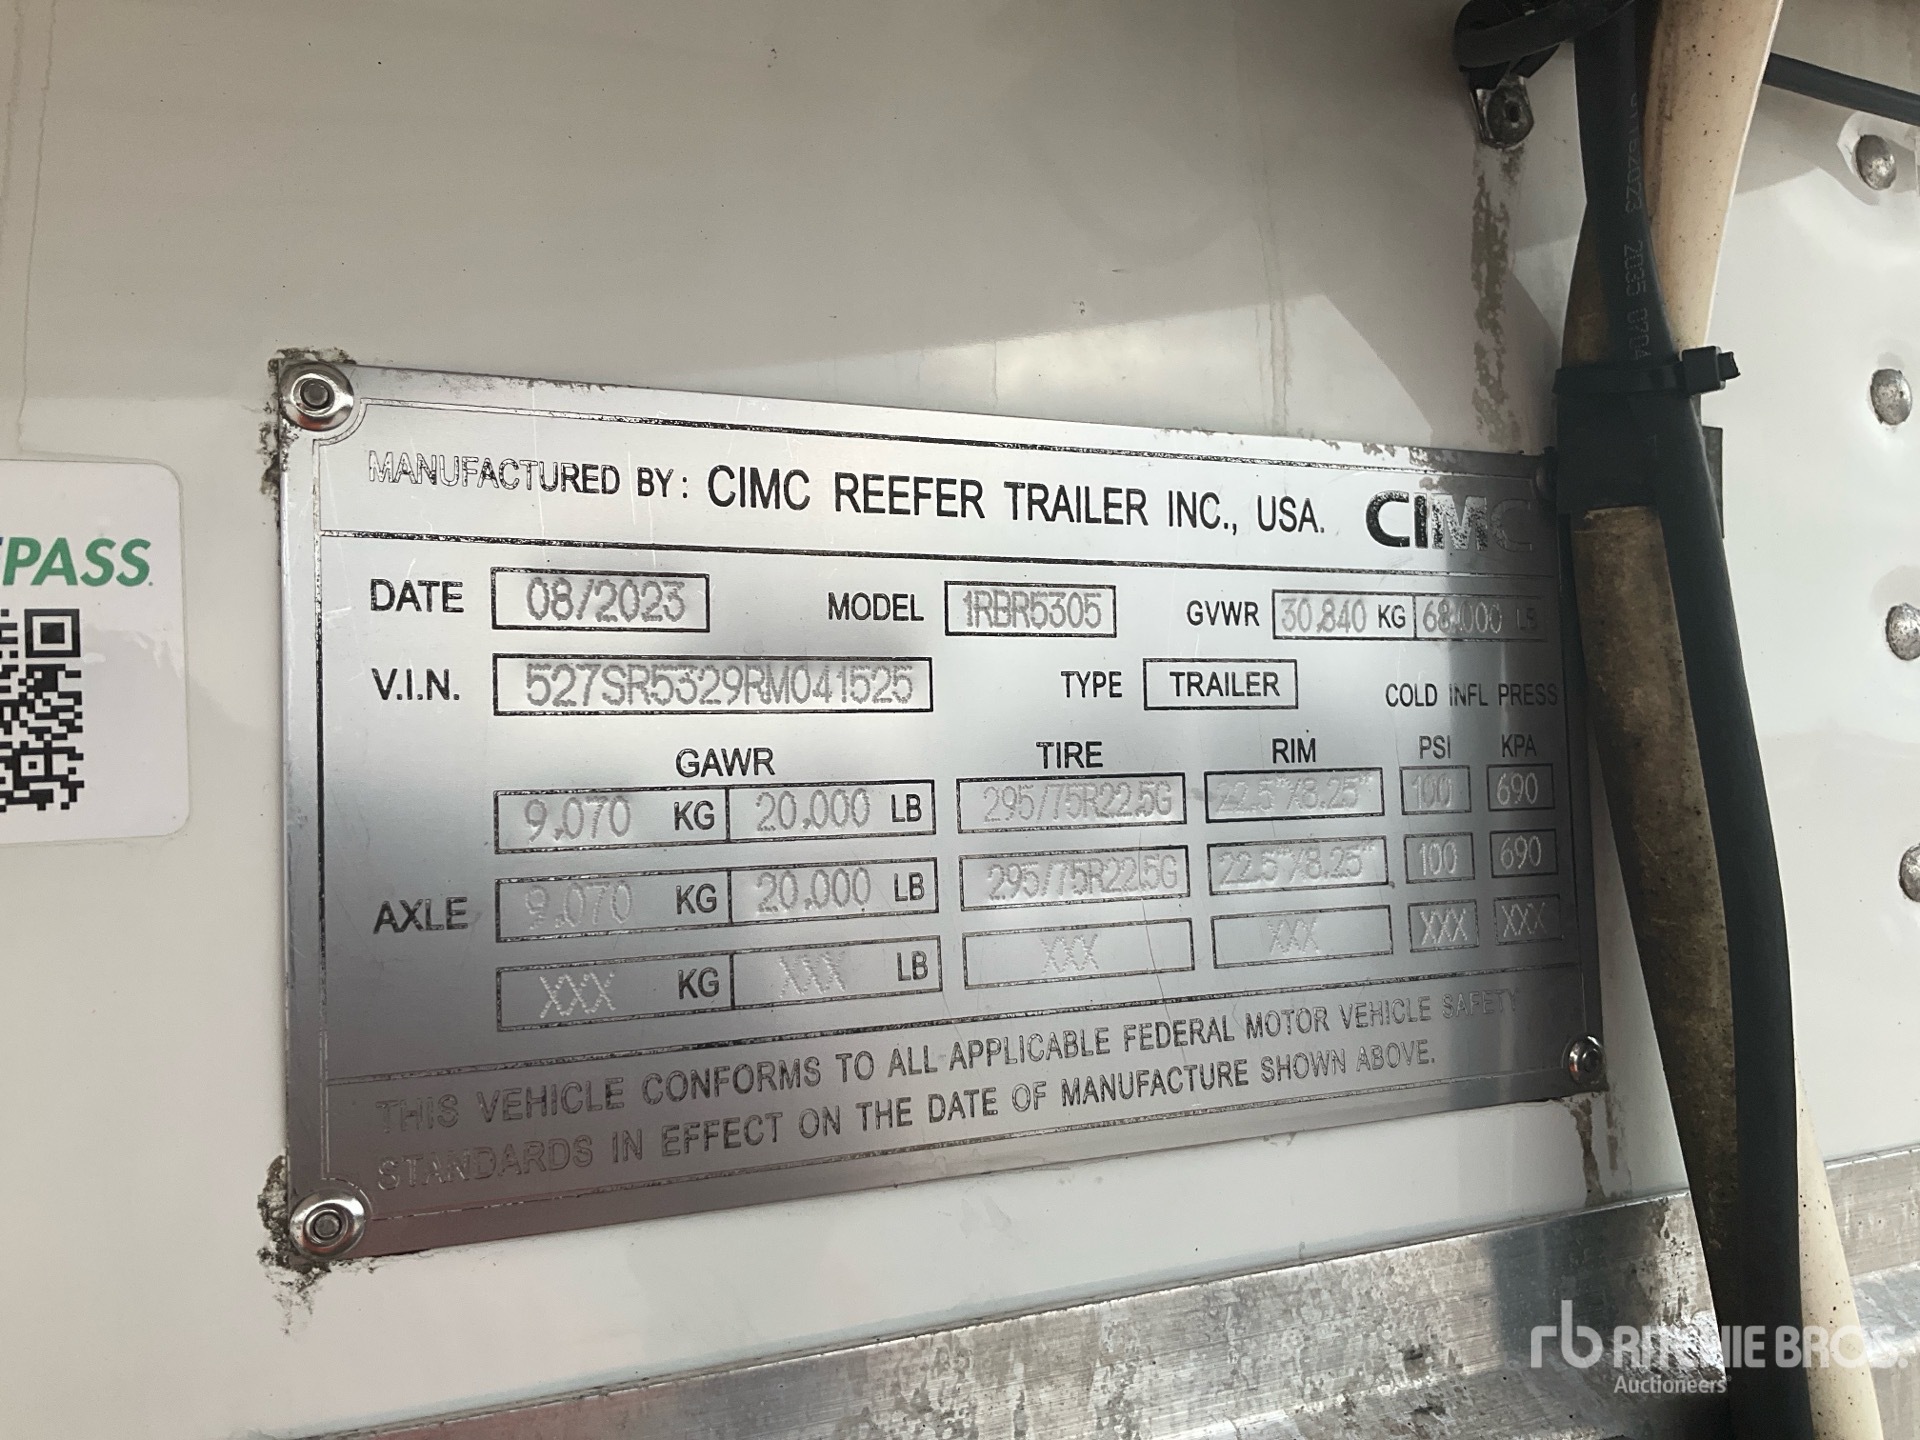 MANUFACTURED BY: CIMC REEFER TRAILER INC., USA. CIMC
DATE 08/2023 MODEL 1RBR5305 GVWR 30,840 KG 68,000 LB
V.I.N. 527SR5329RM041525 TYPE TRAILER COLD INFL PRESS
GAWR TIRE RIM PSI KPA
9,070 KG 20,000 LB 295/75R22.5G 22.5"X8.25" 100 690
AXLE 9,070 KG 20,000 LB 295/75R22.5G 22.5"X8.25" 100 690
XXX KG XXX LB XXX XXX XXX XXX
THIS VEHICLE CONFORMS TO ALL APPLICABLE FEDERAL MOTOR VEHICLE SAFETY
STANDARDS IN EFFECT ON THE DATE OF MANUFACTURE SHOWN ABOVE.
PASS
2035 0704
rb RITCHIE BROS.
Auctioneers